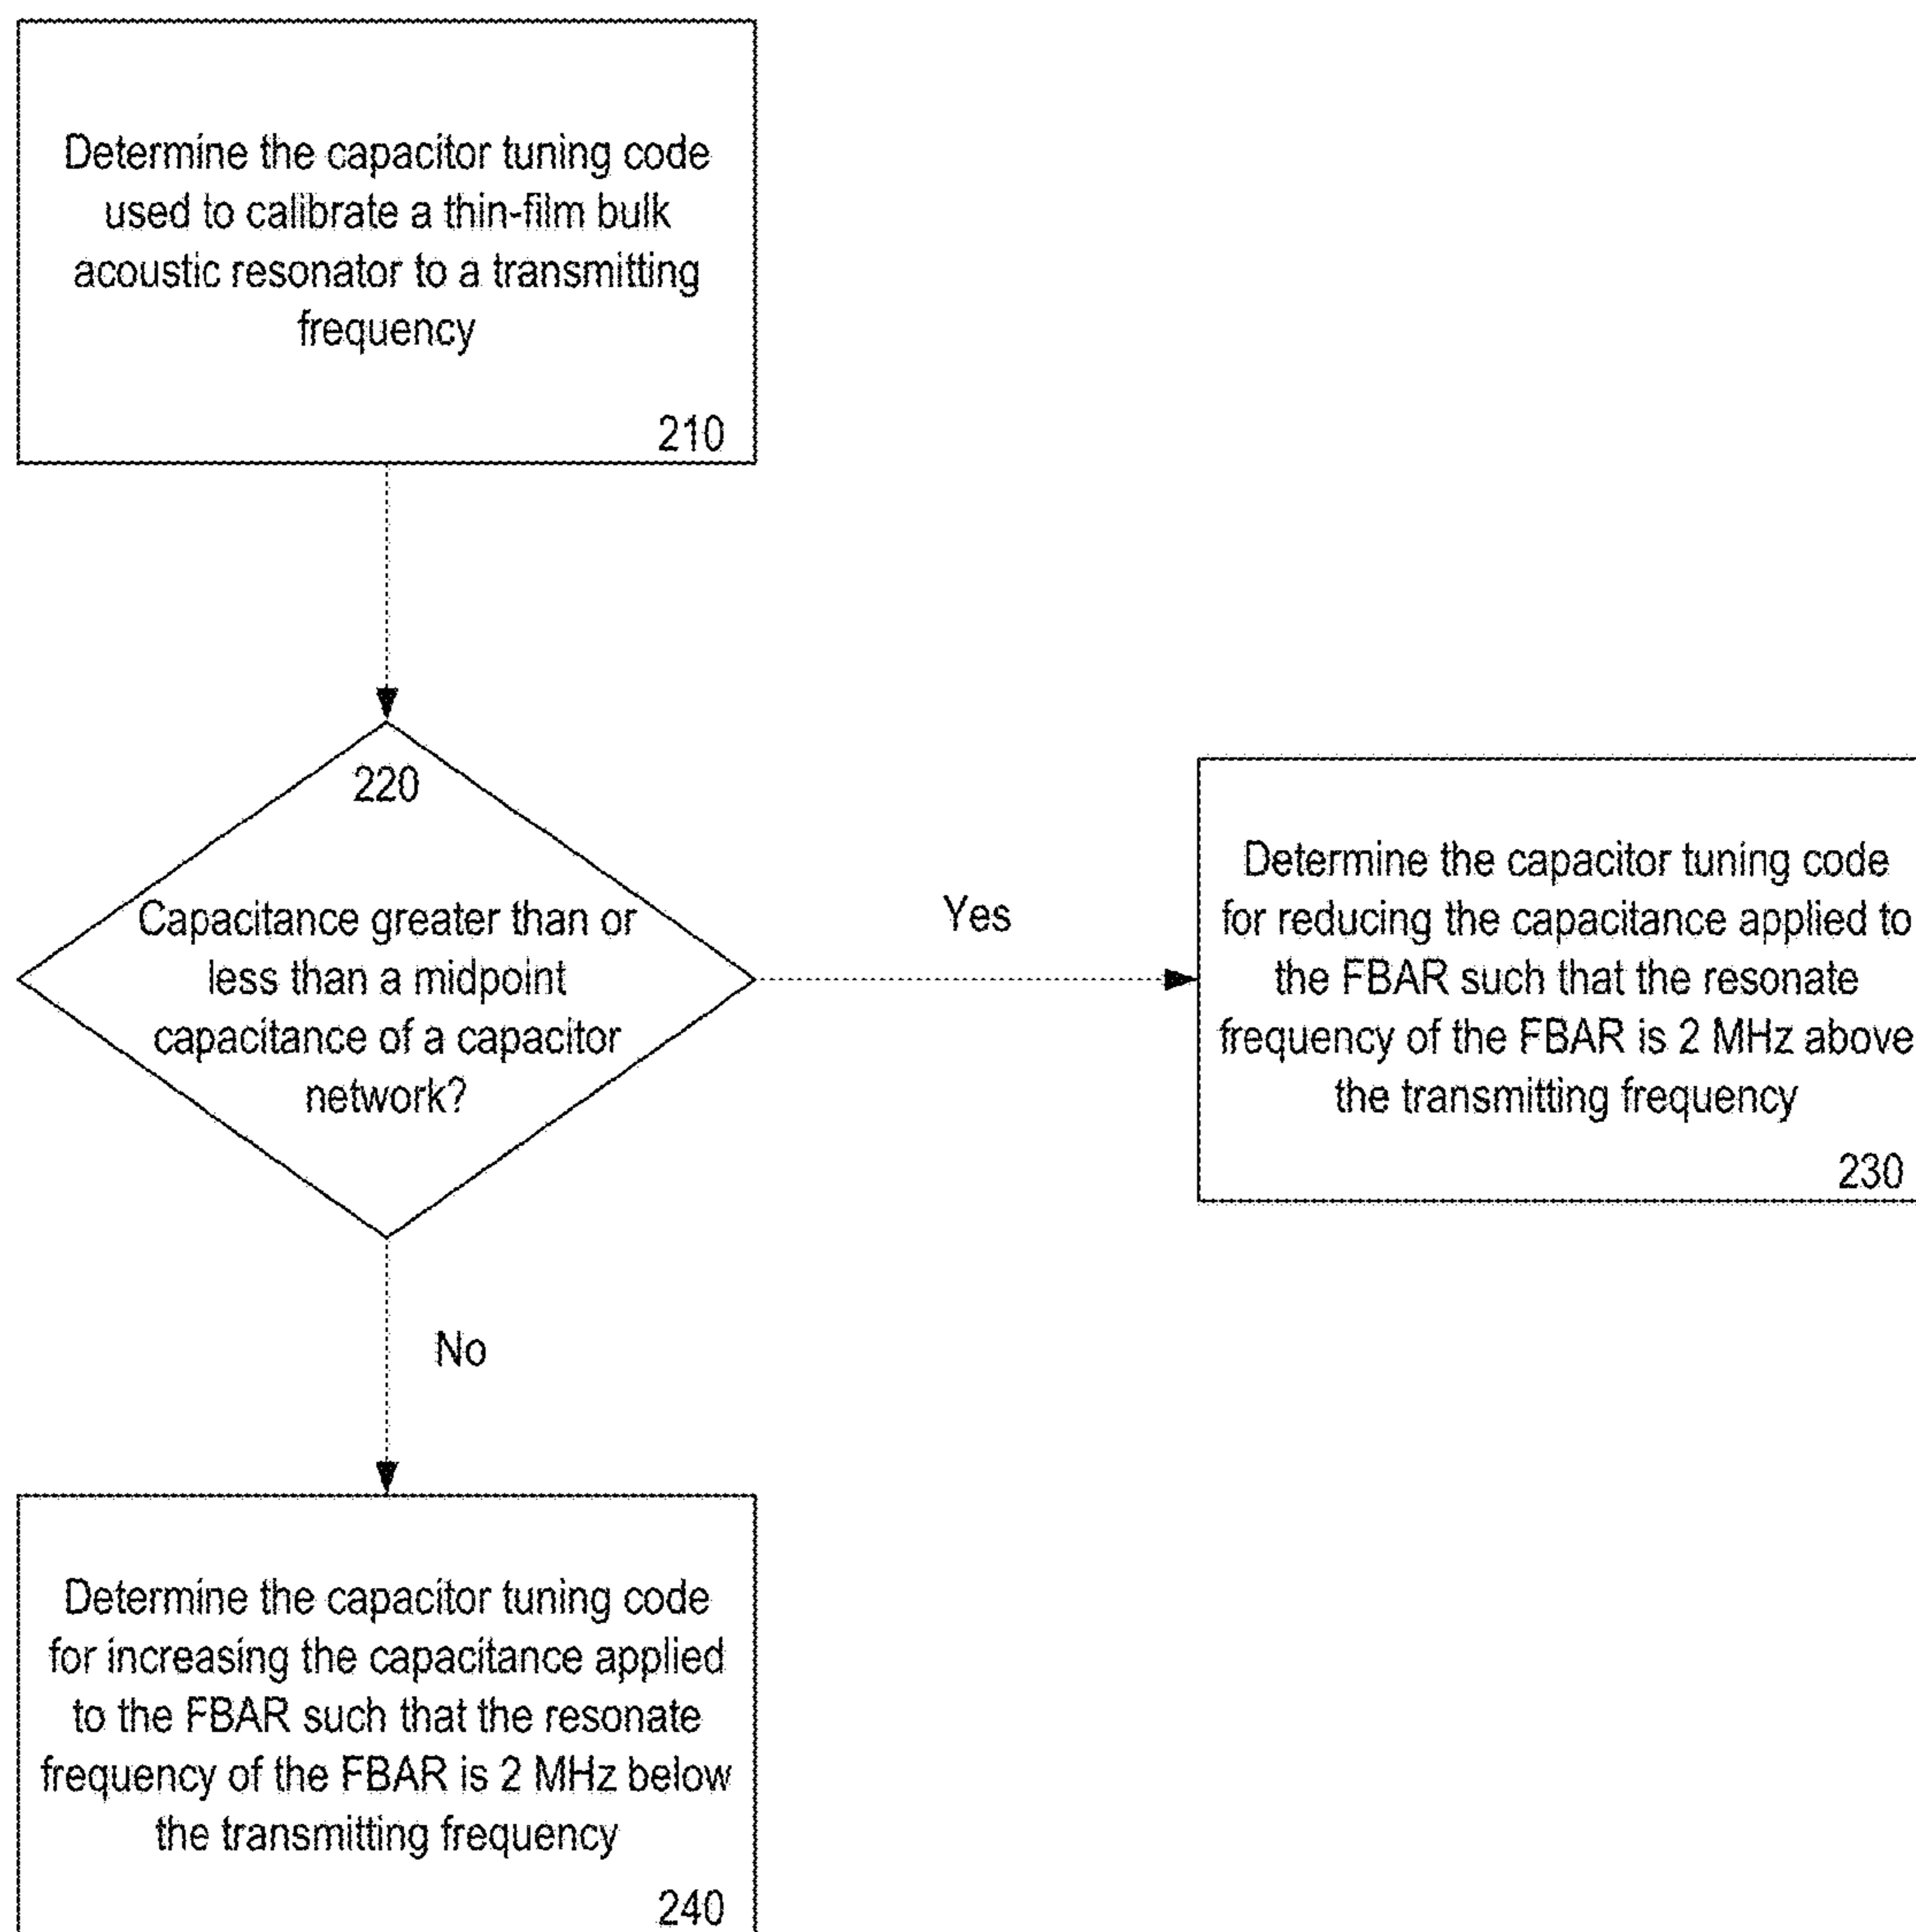 Determine the capacitor tuning code
used to calibrate a thin-film bulk
acoustic resonator to a transmitting
frequency
210
220
Capacitance greater than or
less than a midpoint
capacitance of a capacitor
network?
Yes
Determine the capacitor tuning code
for reducing the capacitance applied to
the FBAR such that the resonate
frequency of the FBAR is 2 MHz above
the transmitting frequency
230
No
Determine the capacitor tuning code
for increasing the capacitance applied
to the FBAR such that the resonate
frequency of the FBAR is 2 MHz below
the transmitting frequency
240